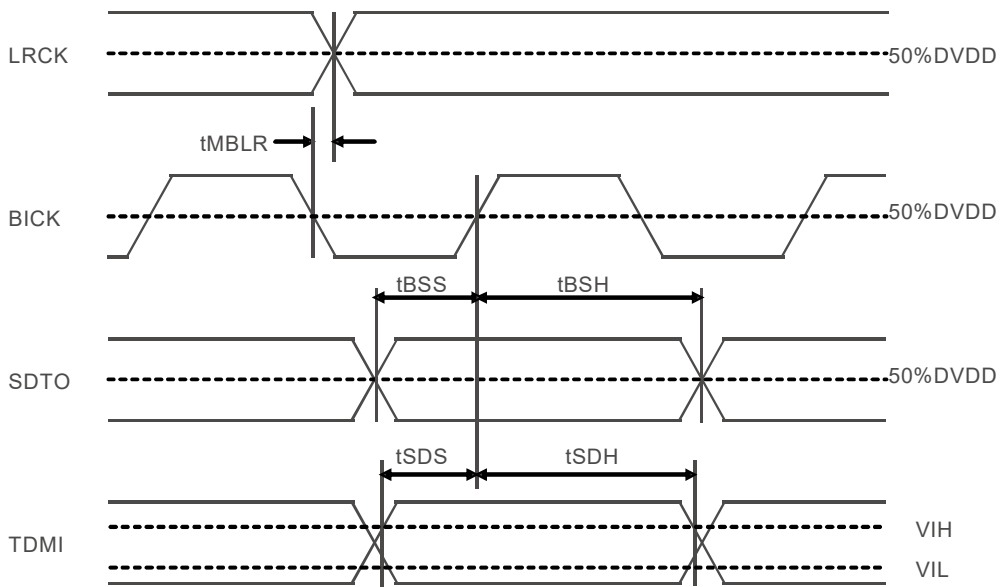 LRCK
50%DVDD
tMBLR
BICK
50%DVDD
tBSS
tBSH
SDTO
50%DVDD
tSDS
tSDH
TDMI
VIH
VIL